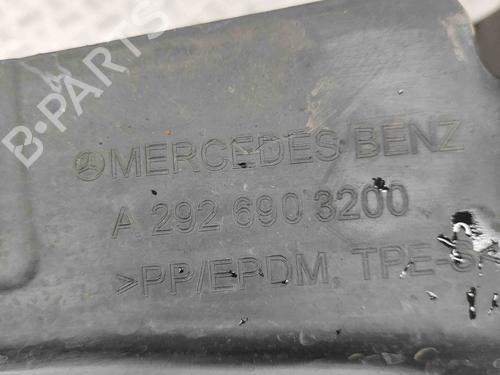 B-PARTS
MERCEDES BENZ
A 292 690 3200
>PP/EPDM, TPE-S<